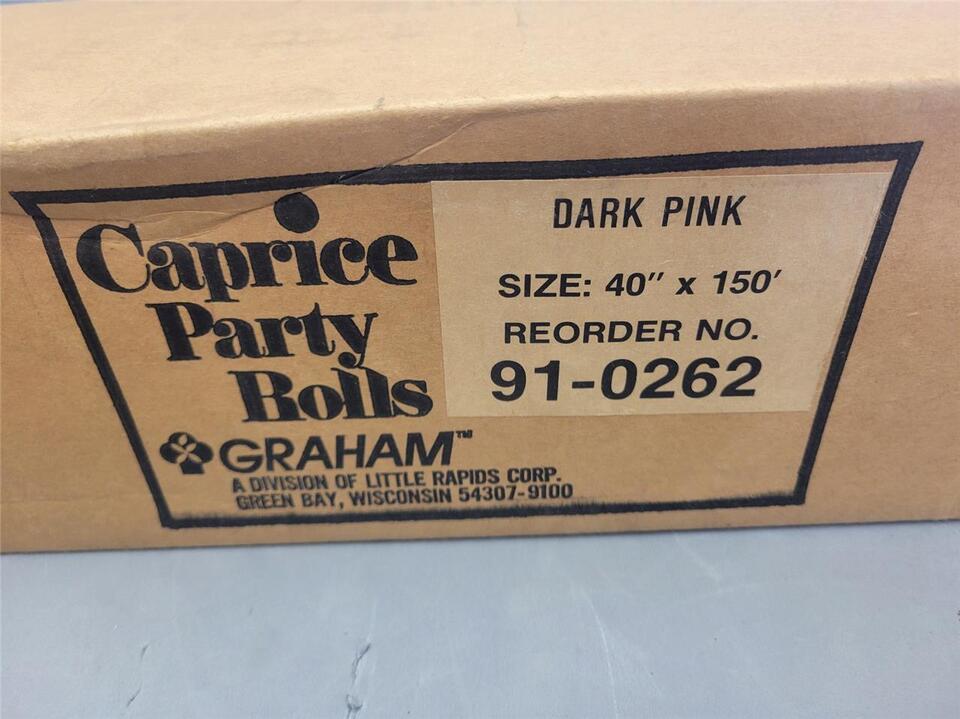 Caprice
Party
Rolls
GRAHAM™
A DIVISION OF LITTLE RAPIDS CORP.
GREEN BAY, WISCONSIN 54307-9100
DARK PINK
SIZE: 40" x 150'
REORDER NO.
91-0262